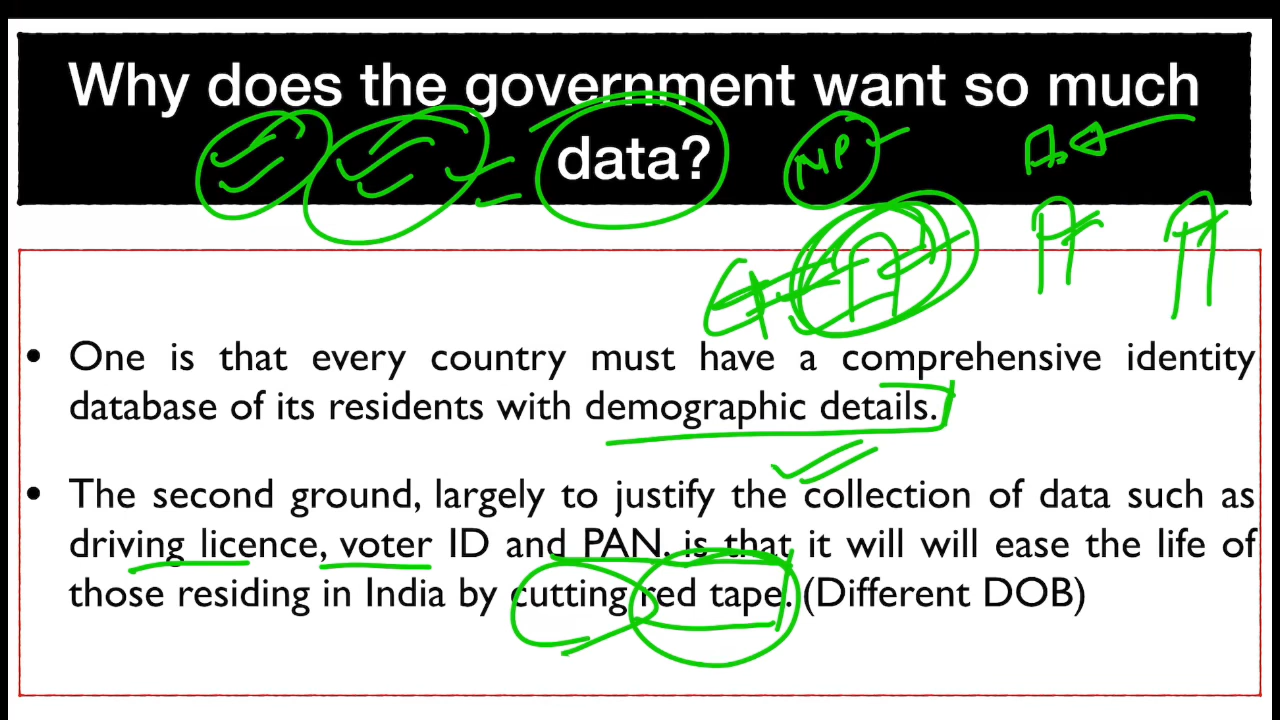 Why does the government want so much
data?
NP
• One is that every country must have a comprehensive identity
database of its residents with demographic details.
• The second ground, largely to justify the collection of data such as
driving licence, voter ID and PAN, is that it will will ease the life of
those residing in India by cutting red tape. (Different DOB)